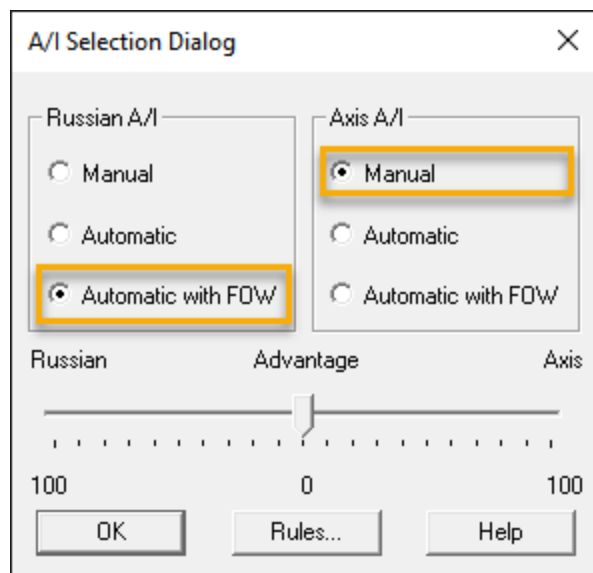 A/I Selection Dialog
Russian A/I
Axis A/I
Manual
Manual
Automatic
Automatic
Automatic with FOW
Automatic with FOW
Russian
Advantage
Axis
100
0
100
OK
Rules...
Help